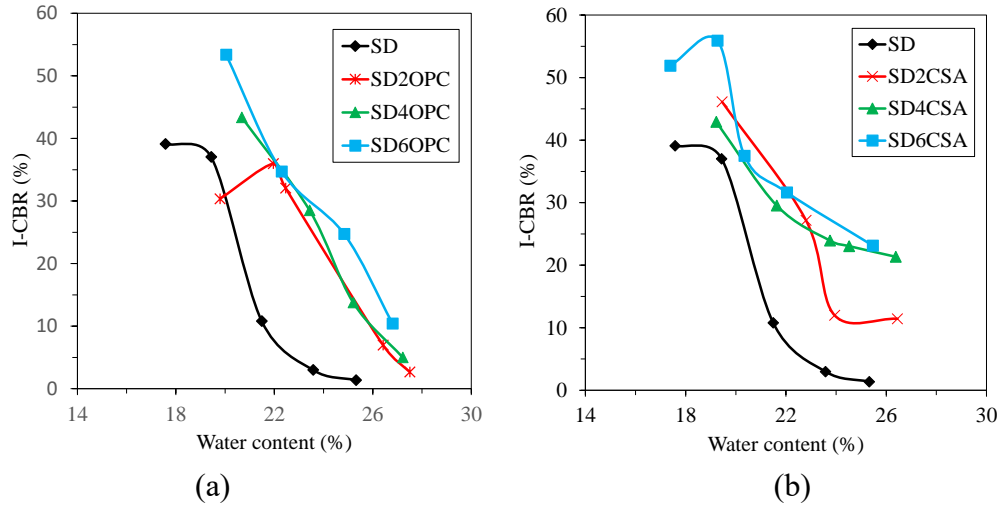 60
50
40
30
20
10
0
I-CBR (%)
14
18
22
26
30
Water content (%)
SD
SD2OPC
SD4OPC
SD6OPC
(a)
60
50
40
30
20
10
0
I-CBR (%)
14
18
22
26
30
Water content (%)
SD
SD2CSA
SD4CSA
SD6CSA
(b)